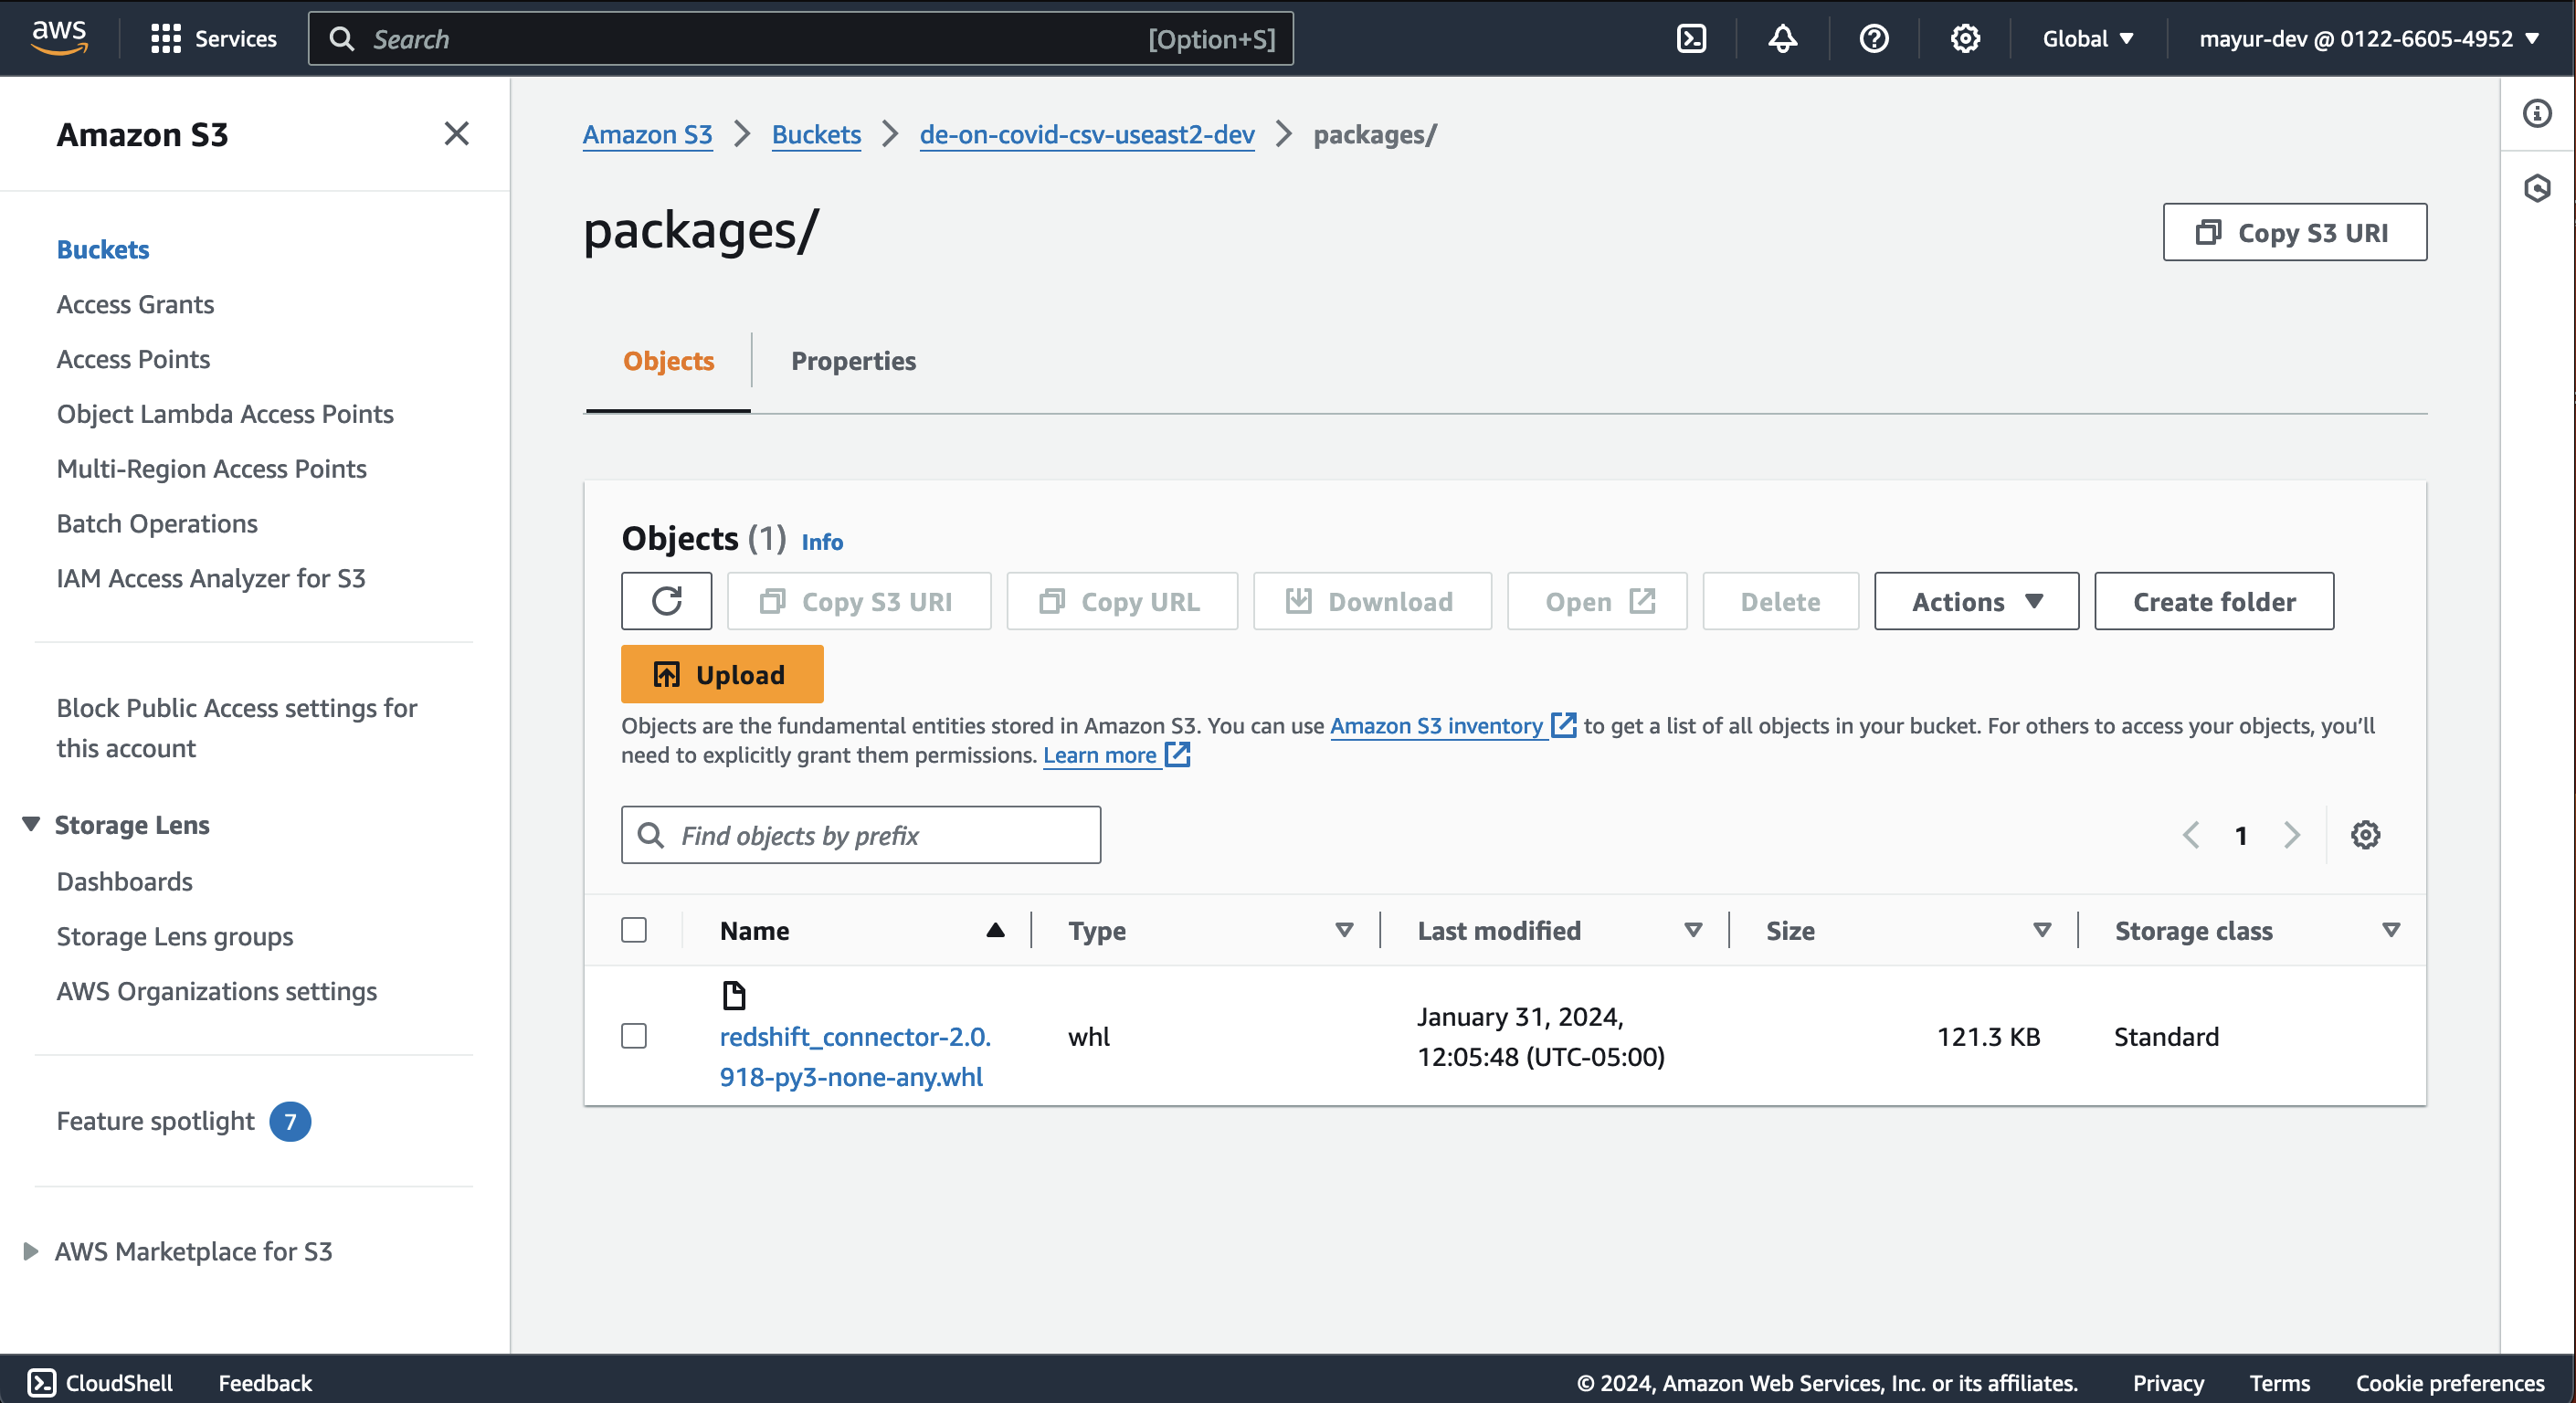 aws
Services
Search
[Option+S]
Global
mayur-dev @ 0122-6605-4952
Amazon S3
Buckets
Access Grants
Access Points
Object Lambda Access Points
Multi-Region Access Points
Batch Operations
IAM Access Analyzer for S3
Block Public Access settings for
this account
Storage Lens
Dashboards
Storage Lens groups
AWS Organizations settings
Feature spotlight 7
AWS Marketplace for S3
Amazon S3 > Buckets > de-on-covid-csv-useast2-dev > packages/
packages/
Copy S3 URI
Objects
Properties
Objects (1) Info
Copy S3 URI
Copy URL
Download
Open
Delete
Actions
Create folder
Upload
Objects are the fundamental entities stored in Amazon S3. You can use Amazon S3 inventory to get a list of all objects in your bucket. For others to access your objects, you’ll
need to explicitly grant them permissions. Learn more
Find objects by prefix
1
Name
Type
Last modified
Size
Storage class
redshift_connector-2.0.
918-py3-none-any.whl
whl
January 31, 2024,
12:05:48 (UTC-05:00)
121.3 KB
Standard
CloudShell
Feedback
© 2024, Amazon Web Services, Inc. or its affiliates.
Privacy
Terms
Cookie preferences